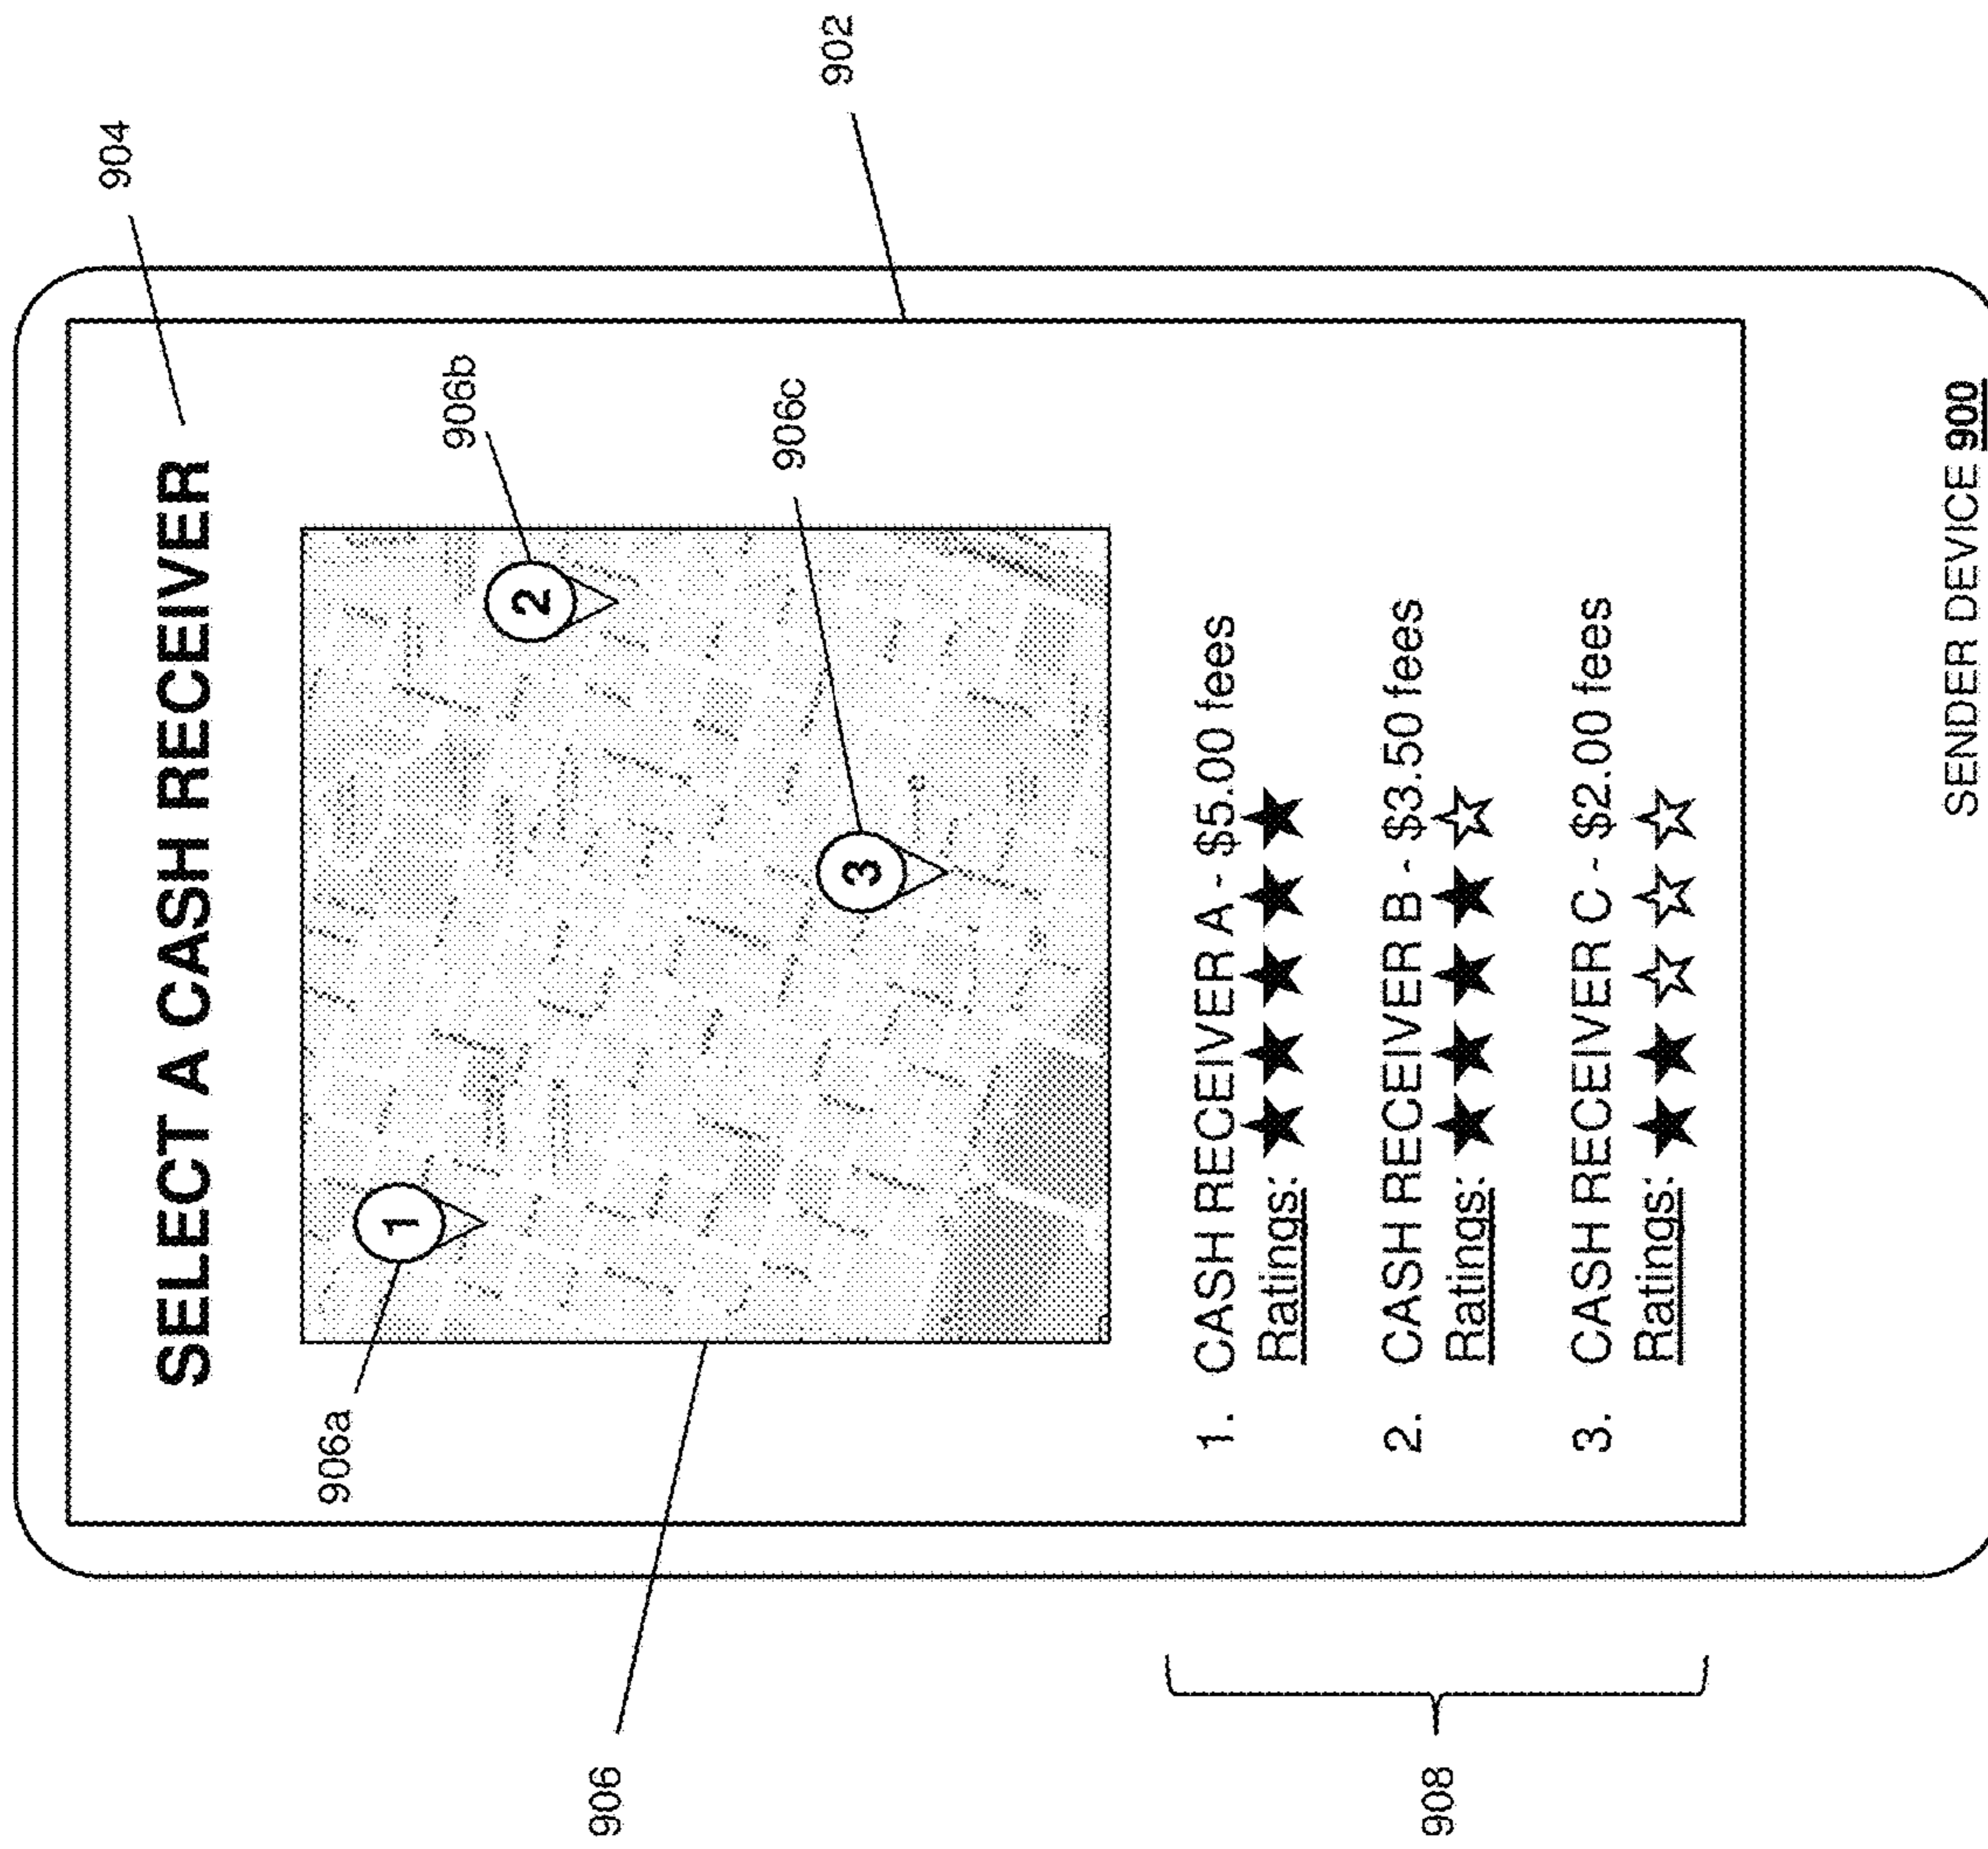 904
902
SELECT A CASH RECEIVER
906a
906b
906c
1
2
3
906
1. CASH RECEIVER A - $5.00 fees
Ratings: ★★★★★
2. CASH RECEIVER B - $3.50 fees
Ratings: ★★★★☆
3. CASH RECEIVER C - $2.00 fees
Ratings: ★★☆☆☆
908
SENDER DEVICE 900